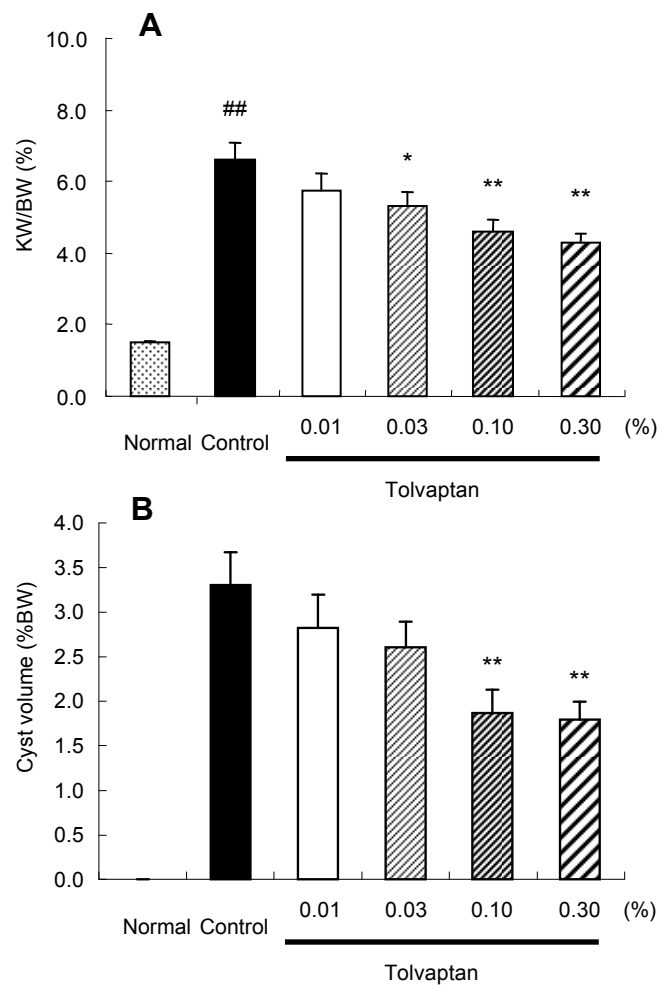 A
10.0
8.0
6.0
4.0
2.0
0.0
KW/BW (%)
##
*
**
**
Normal Control 0.01 0.03 0.10 0.30 (%)
Tolvaptan
B
4.0
3.5
3.0
2.5
2.0
1.5
1.0
0.5
0.0
Cyst volume (%BW)
**
**
Normal Control 0.01 0.03 0.10 0.30 (%)
Tolvaptan